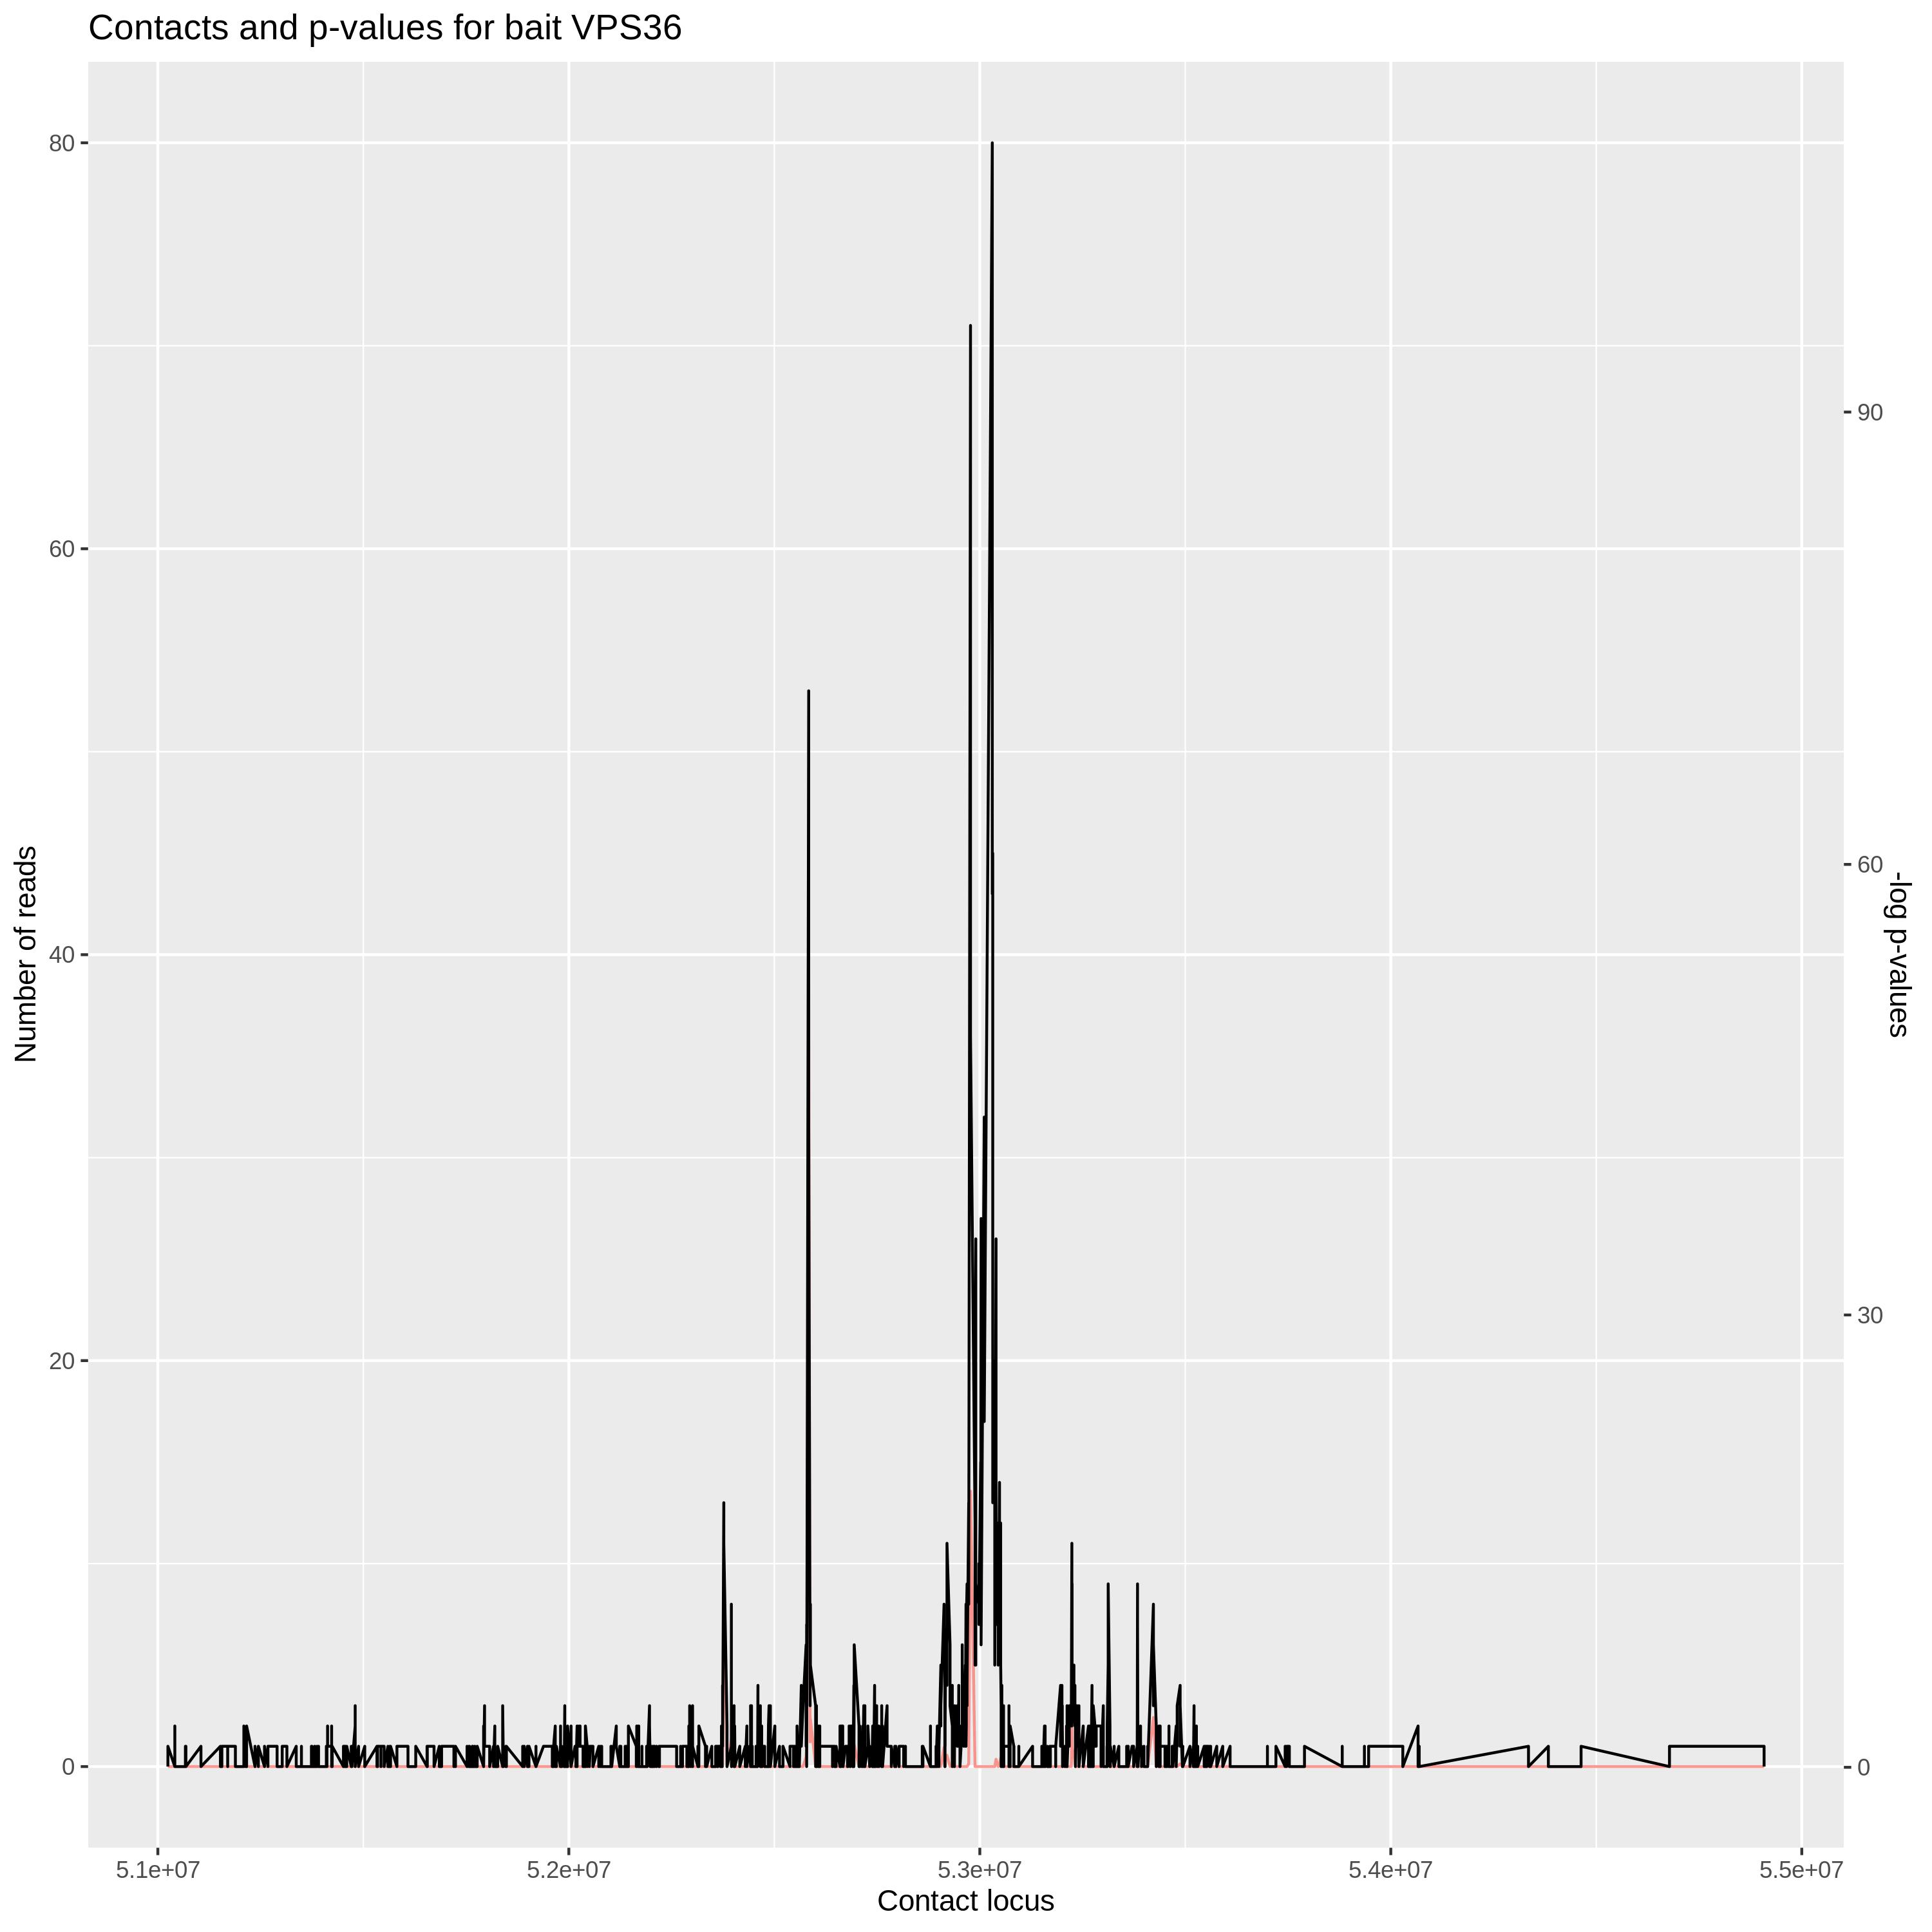 Contacts and p-values for bait VPS36
80
60
40
20
0
Number of reads
90
60
30
0
-log p-values
5.1e+07
5.2e+07
5.3e+07
5.4e+07
5.5e+07
Contact locus